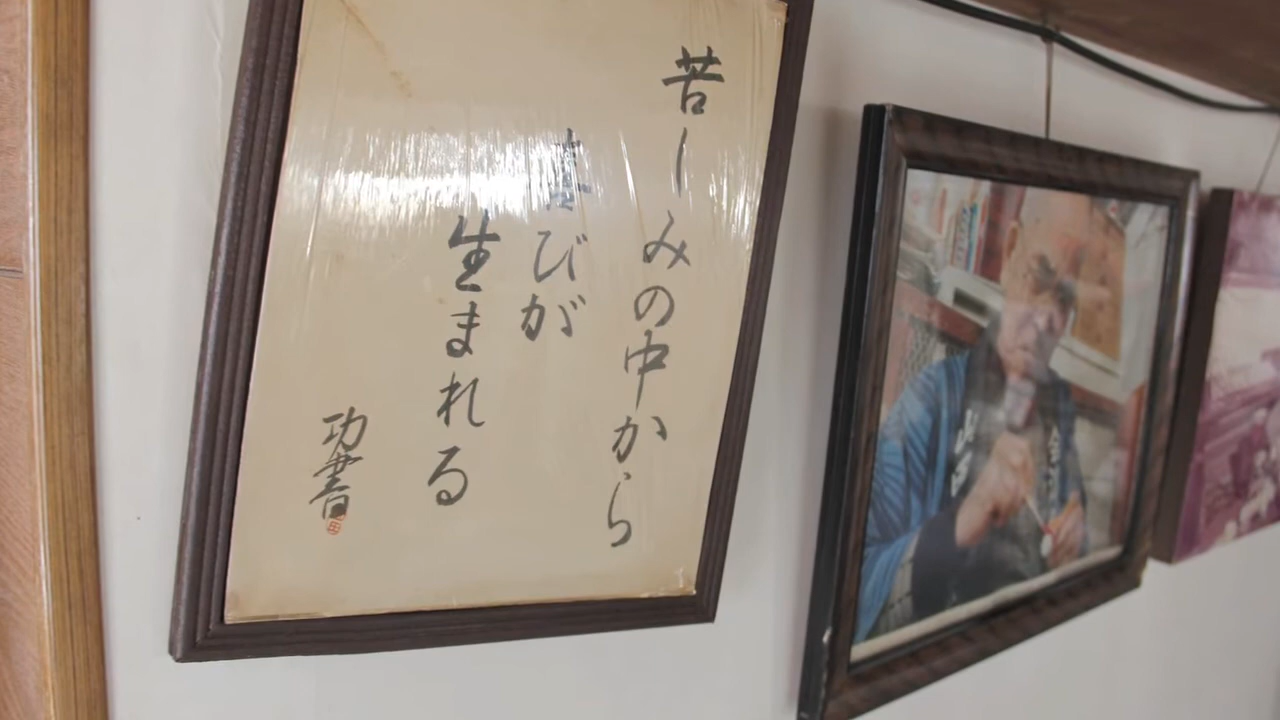 苦しみの中から
喜びが
生まれる
功書